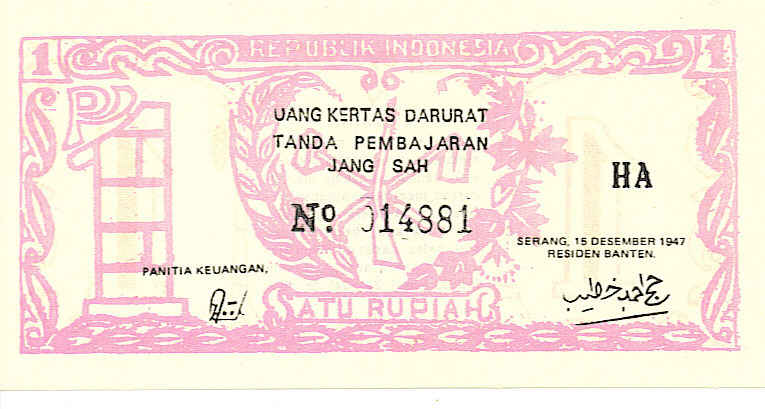 1 REPUBLIK INDONESIA 1
UANG KERTAS DARURAT
TANDA PEMBAJARAN
JANG SAH
HA
Nº 014881
SERANG, 15 DESEMBER 1947
RESIDEN BANTEN.
PANITIA KEUANGAN,
SATU RUPIAH